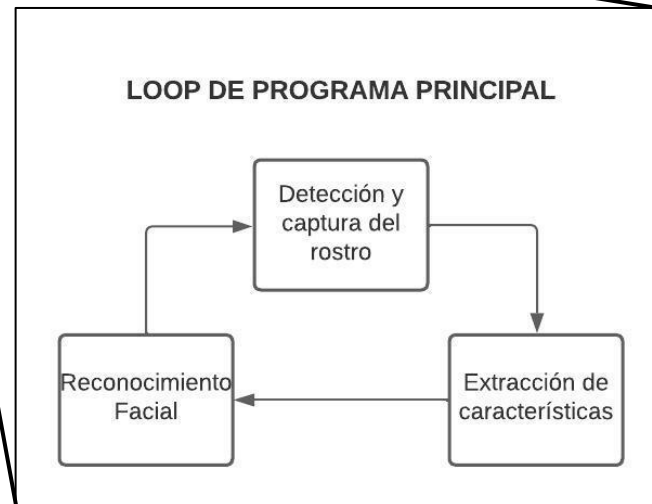 LOOP DE PROGRAMA PRINCIPAL
Detección y
captura del
rostro
Reconocimiento
Facial
Extracción de
características